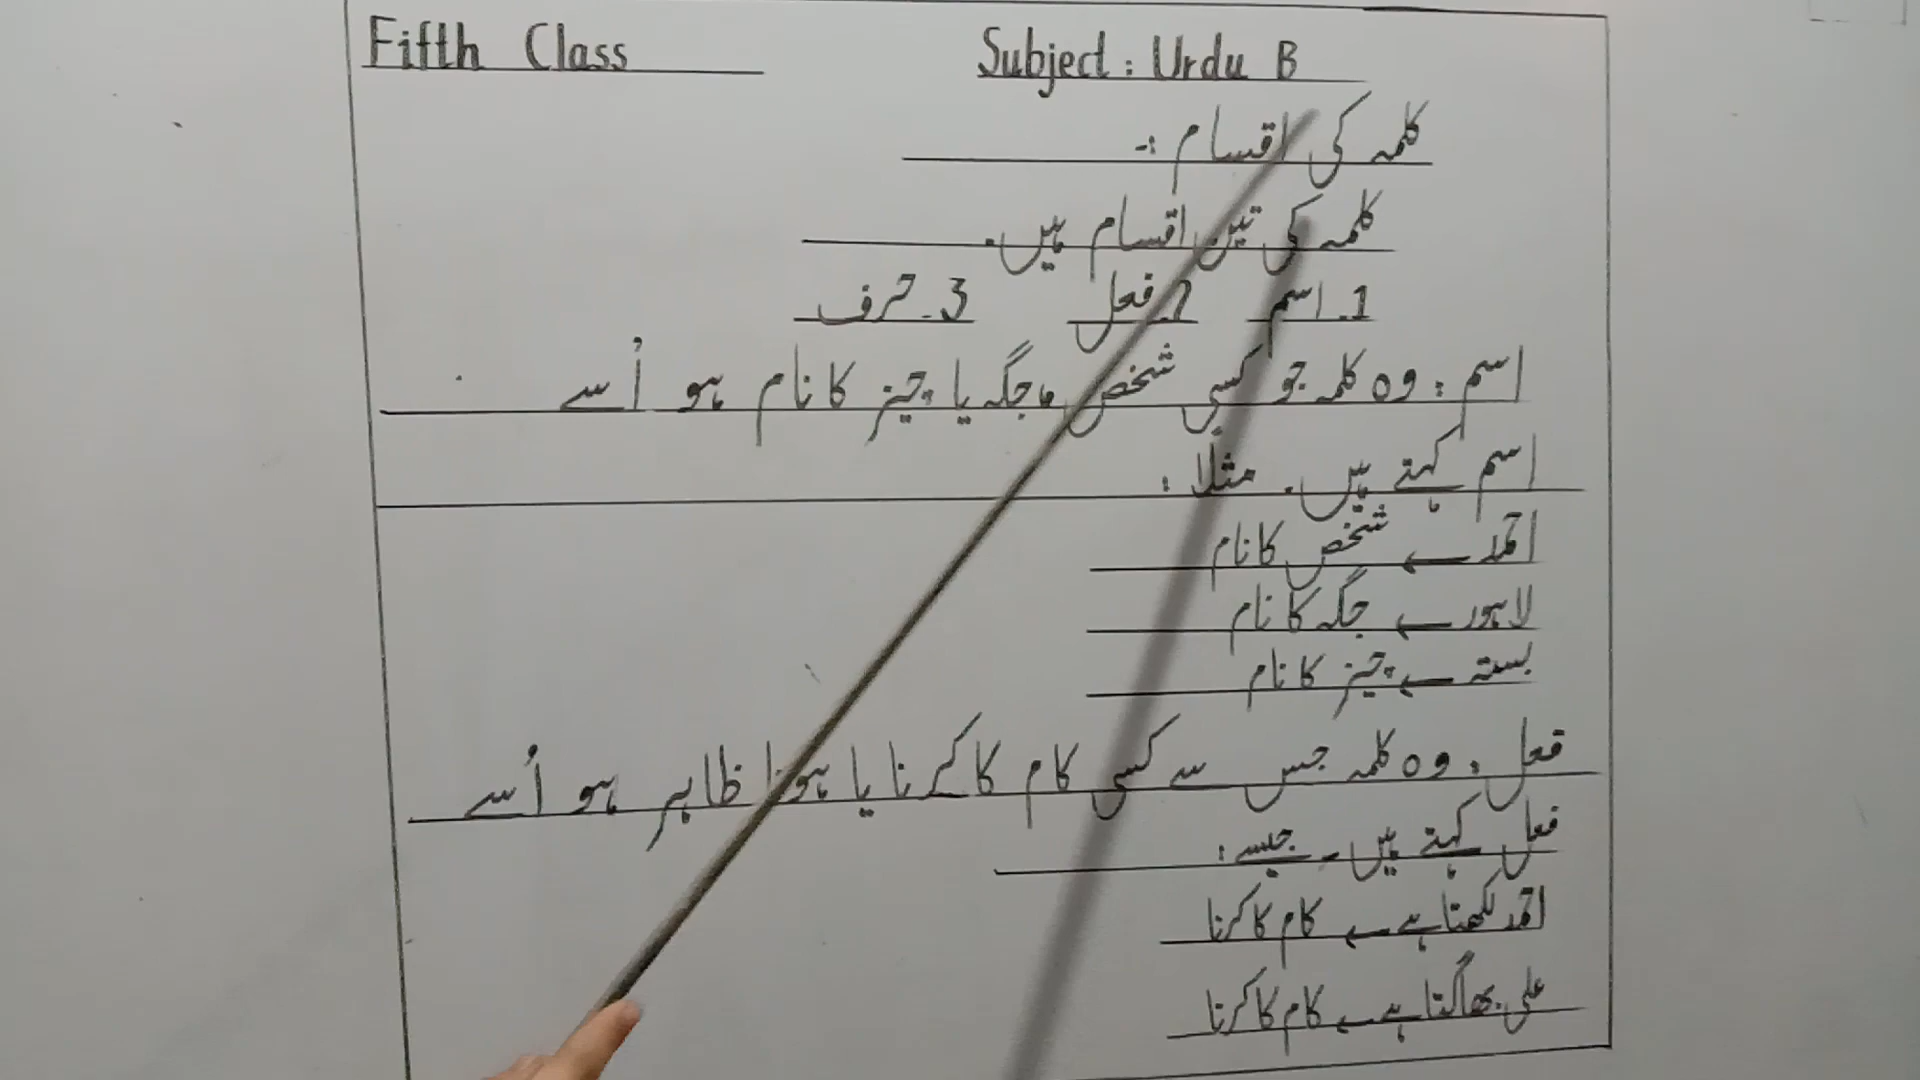 Fifth Class Subject: Urdu B
کلمہ کی اقسام :-
کلمہ کی تین اقسام ہیں.
1. اسم 2. فعل 3. حرف
اسم : وہ کلمہ جو کسی شخص، جگہ یا چیز کا نام ہو اُسے
اسم کہتے ہیں. مثلاً :
احمد ← شخص کا نام
لاہور ← جگہ کا نام
بستہ ← چیز کا نام
فعل : وہ کلمہ جس سے کسی کام کا کرنا یا ہونا ظاہر ہو اُسے
فعل کہتے ہیں - جیسے :
احمد لکھتا ہے ← کام کا کرنا
علی بھاگتا ہے ← کام کا کرنا